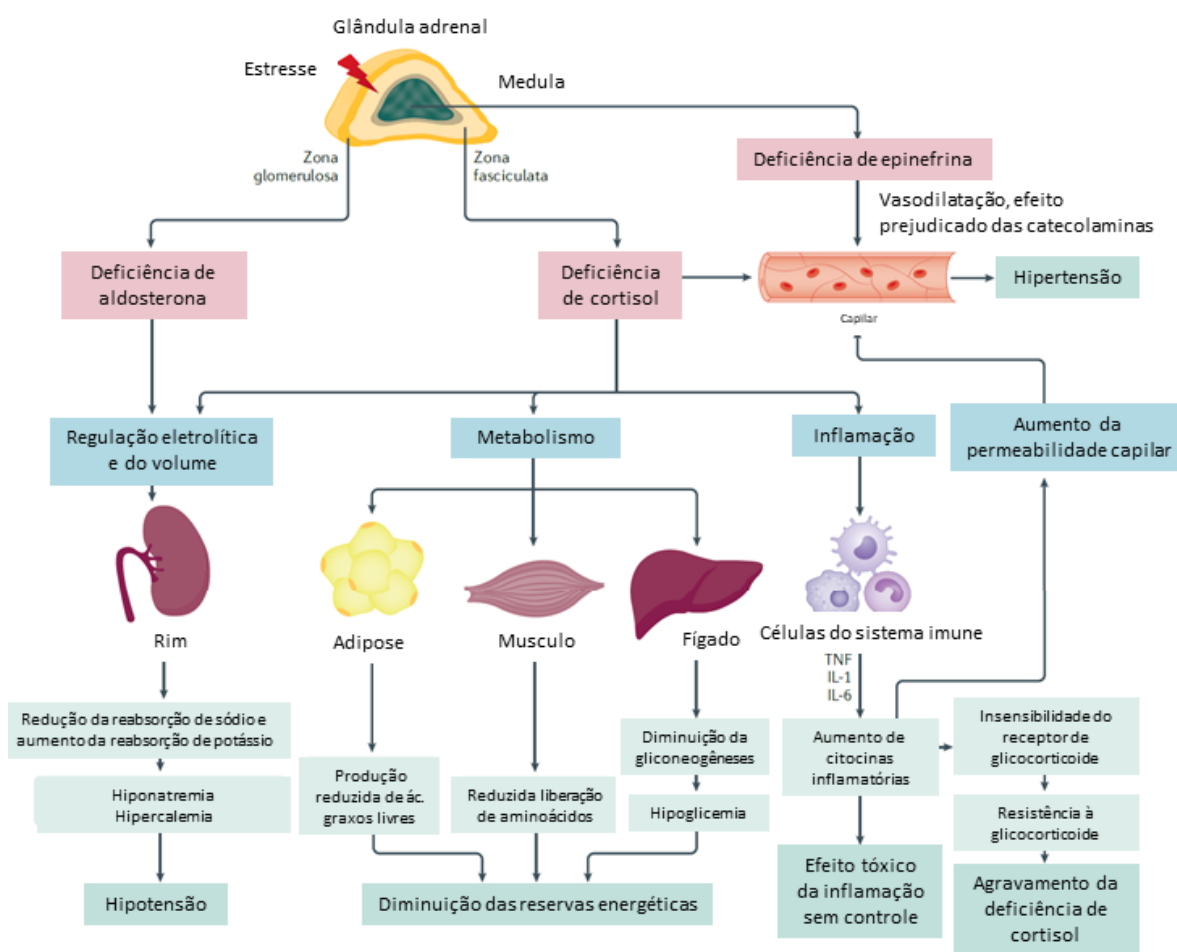 Glândula adrenal
Estresse
Medula
Zona
glomerulosa
Zona
fasciculata
Deficiência de epinefrina
Vasodilatação, efeito
prejudicado das catecolaminas
Deficiência de
aldosterona
Deficiência
de cortisol
Hipertensão
Capilar
Regulação eletrolítica
e do volume
Metabolismo
Inflamação
Aumento da
permeabilidade capilar
Rim
Adipose
Musculo
Fígado
Células do sistema imune
TNF
IL-1
IL-6
Redução da reabsorção de sódio e
aumento da reabsorção de potássio
Hiponatremia
Hipercalemia
Hipotensão
Produção
reduzida de ác.
graxos livres
Reduzida liberação
de aminoácidos
Diminuição da
gliconeogêneses
Hipoglicemia
Diminuição das reservas energéticas
Aumento de
citocinas
inflamatórias
Efeito tóxico
da inflamação
sem controle
Insensibilidade do
receptor de
glicocorticoide
Resistência à
glicocorticoide
Agravamento da
deficiência de
cortisol